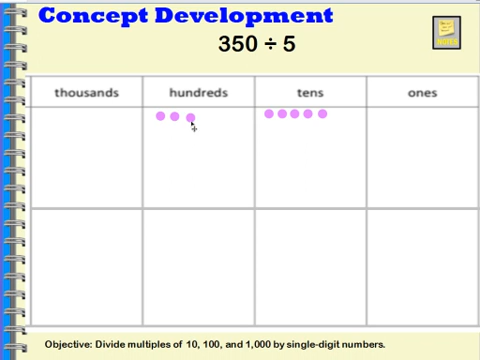 Concept Development
350 ÷ 5
NOTES
thousands hundreds tens ones
Objective: Divide multiples of 10, 100, and 1,000 by single-digit numbers.